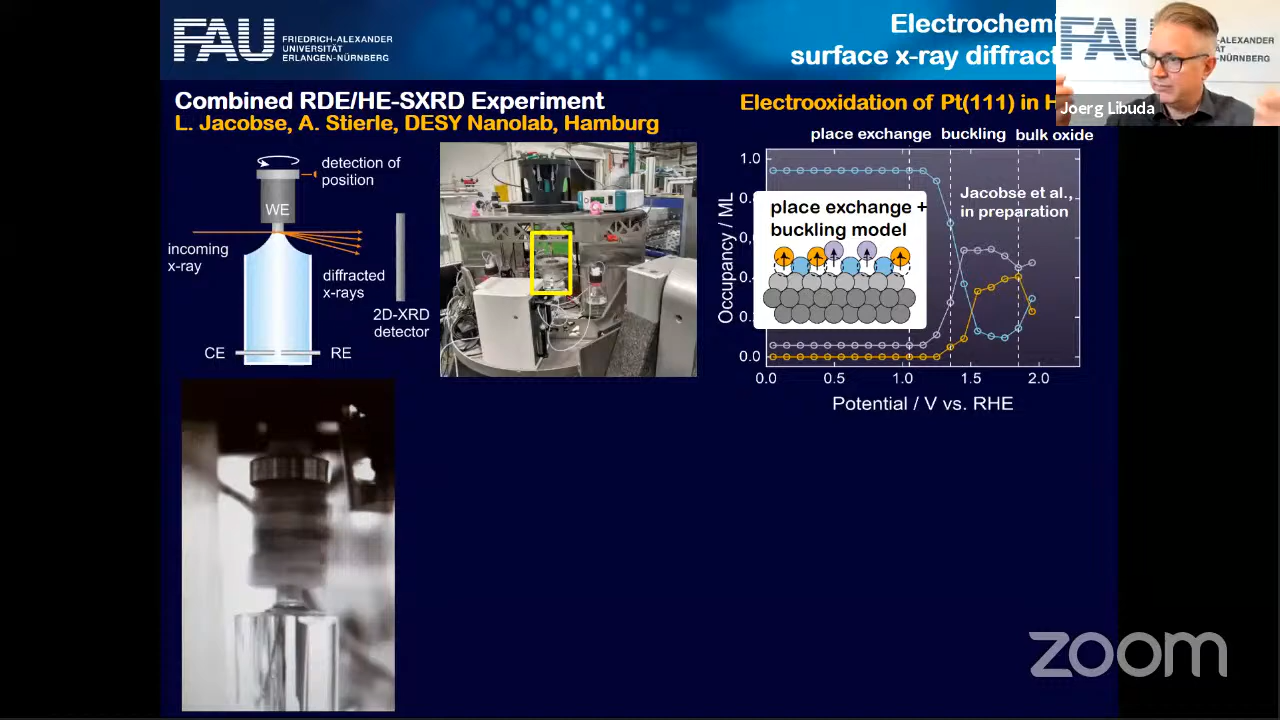 FAU
FRIEDRICH-ALEXANDER
UNIVERSITÄT
ERLANGEN-NÜRNBERG
Electrochemi
surface x-ray diffract
FAU
-ALEXANDER
ÄT
-NÜRNBERG
Joerg Libuda
Combined RDE/HE-SXRD Experiment
L. Jacobse, A. Stierle, DESY Nanolab, Hamburg
detection of
position
WE
incoming
x-ray
diffracted
x-rays
2D-XRD
detector
CE
RE
Electrooxidation of Pt(111) in H
place exchange buckling bulk oxide
Jacobse et al.,
in preparation
place exchange +
buckling model
Occupancy / ML
1.0
0.0
0.0 0.5 1.0 1.5 2.0
Potential / V vs. RHE
zoom